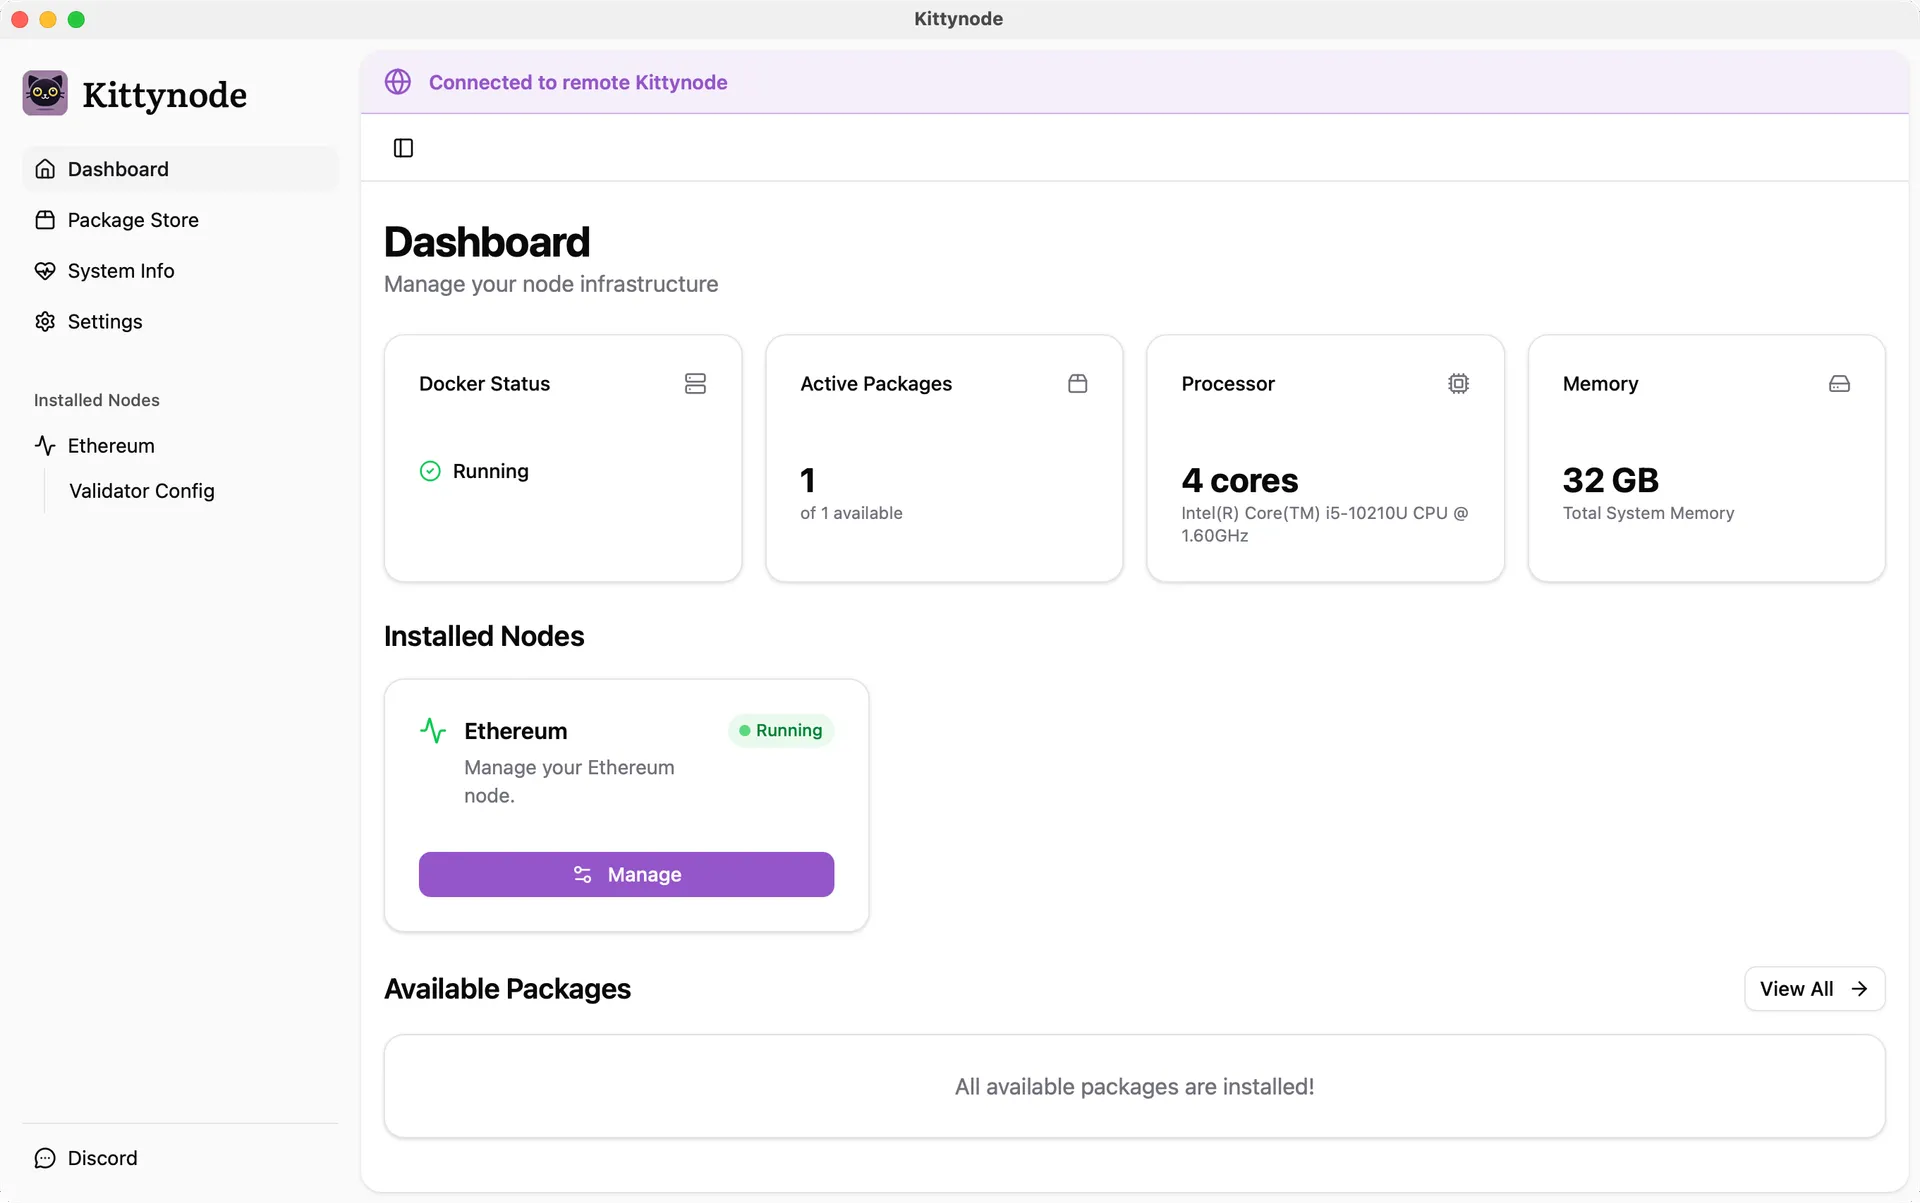 Kittynode
Kittynode
Dashboard
Package Store
System Info
Settings
Installed Nodes
Ethereum
Validator Config
Discord
Connected to remote Kittynode
Dashboard
Manage your node infrastructure
Docker Status
Running
Active Packages
1
of 1 available
Processor
4 cores
Intel(R) Core(TM) i5-10210U CPU @
1.60GHz
Memory
32 GB
Total System Memory
Installed Nodes
Ethereum
Running
Manage your Ethereum
node.
Manage
Available Packages
View All
All available packages are installed!